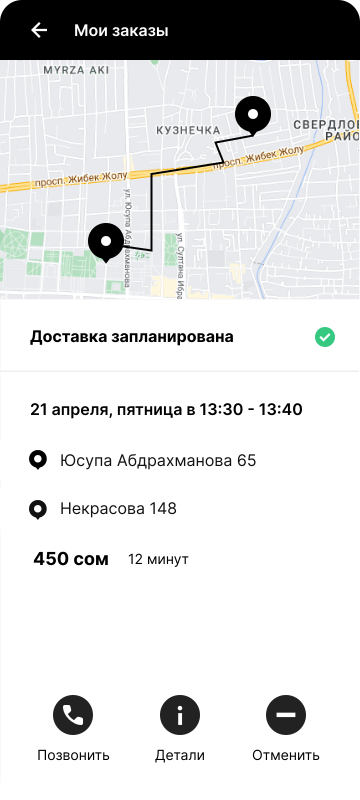 Мои заказы
MYRZA AKI
КУЗНЕЧКА
СВЕРДЛОВ
РАЙО
просп. Жибек Жолу
просп. Жибек Жолу
ул. Юсупа Абдрахманова
ул. Султана Ибра
Доставка запланирована
21 апреля, пятница в 13:30 - 13:40
Юсупа Абдрахманова 65
Некрасова 148
450 сом 12 минут
Позвонить Детали Отменить